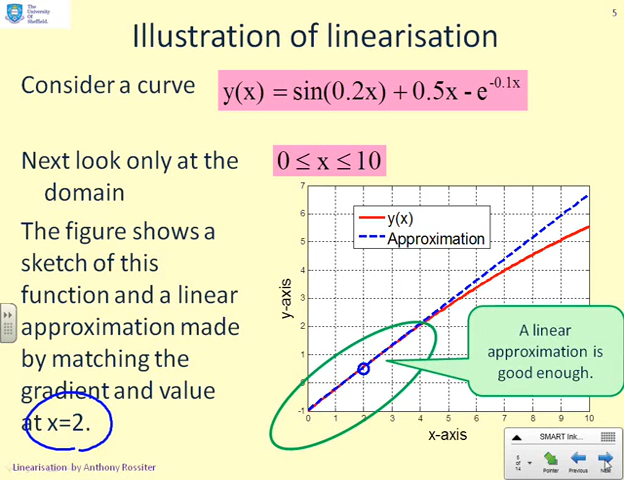 The
University
Of
Sheffield.
5
Illustration of linearisation
Consider a curve
y(x) = sin(0.2x) + 0.5x - e^-0.1x
Next look only at the
domain
0 ≤ x ≤ 10
The figure shows a
sketch of this
function and a linear
approximation made
by matching the
gradient and value
at x=2.
7
6
5
4
3
2
1
0
-1
y-axis
y(x)
Approximation
0 1 2 3 4 5 6 7 8 9 10
x-axis
A linear
approximation is
good enough.
Linearisation by Anthony Rossiter
SMART Ink...
5
of
14
Pointer
Previous
Next